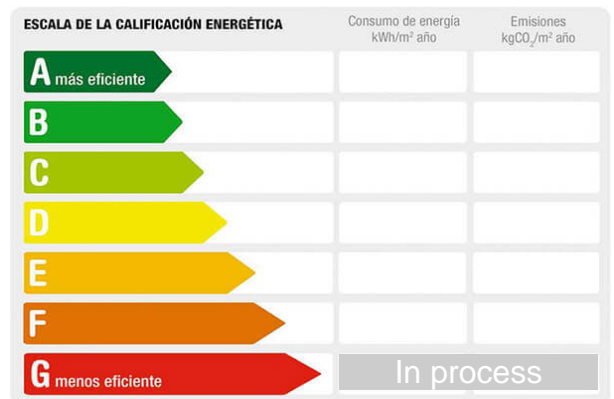 ESCALA DE LA CALIFICACIÓN ENERGÉTICA
Consumo de energía
kWh/m² año
Emisiones
kgCO₂/m² año
A más eficiente
B
C
D
E
F
G menos eficiente
In process